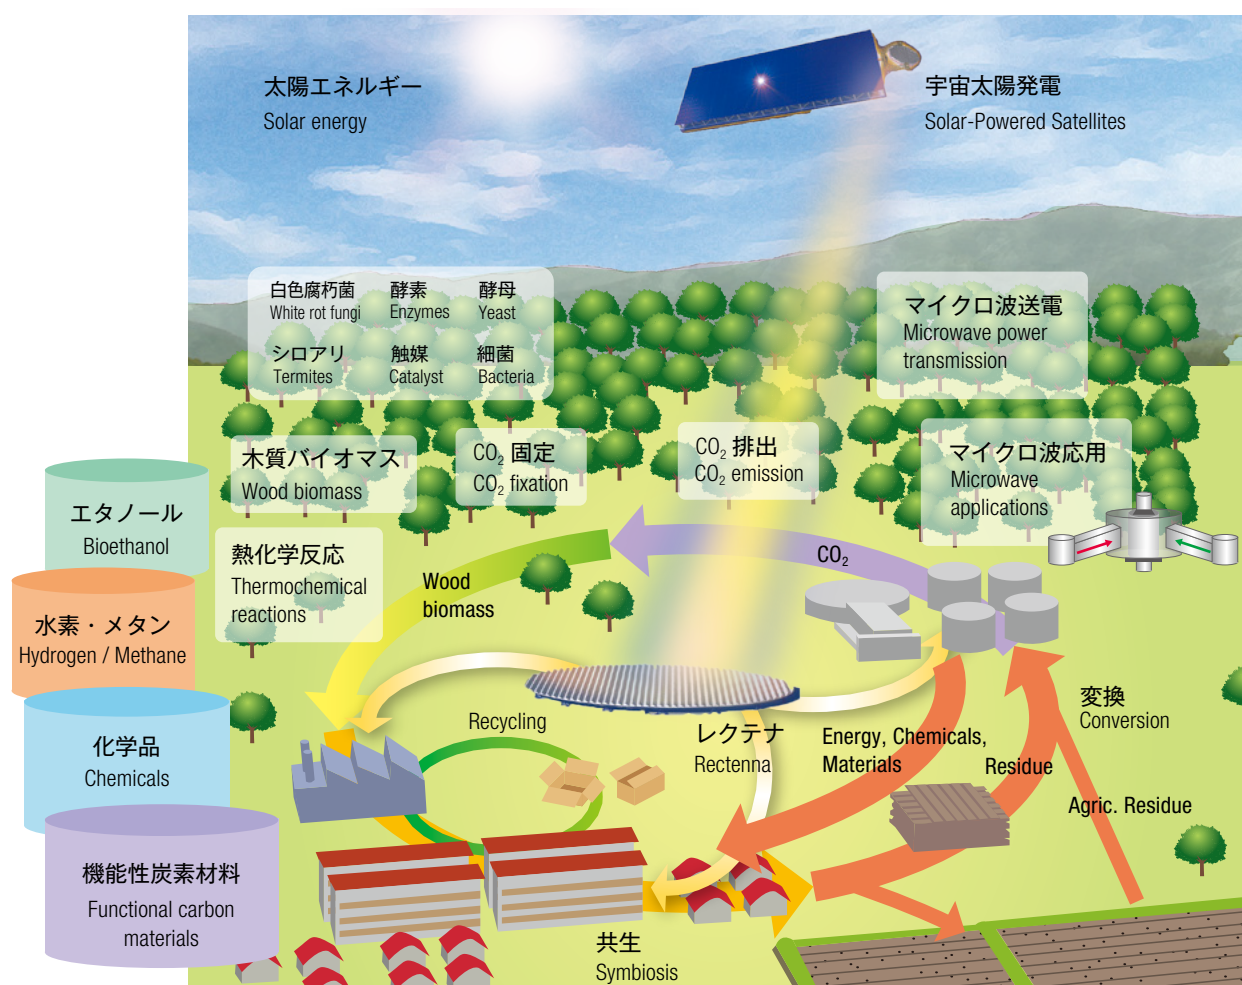 太陽エネルギー
Solar energy
宇宙太陽発電
Solar-Powered Satellites
白色腐朽菌
White rot fungi
酵素
Enzymes
酵母
Yeast
シロアリ
Termites
触媒
Catalyst
細菌
Bacteria
マイクロ波送電
Microwave power
transmission
木質バイオマス
Wood biomass
CO₂ 固定
CO₂ fixation
CO₂ 排出
CO₂ emission
マイクロ波応用
Microwave
applications
エタノール
Bioethanol
熱化学反応
Thermochemical
reactions
Wood
biomass
CO₂
水素・メタン
Hydrogen / Methane
化学品
Chemicals
Recycling
レクテナ
Rectenna
Energy, Chemicals,
Materials
Residue
変換
Conversion
Agric. Residue
機能性炭素材料
Functional carbon
materials
共生
Symbiosis